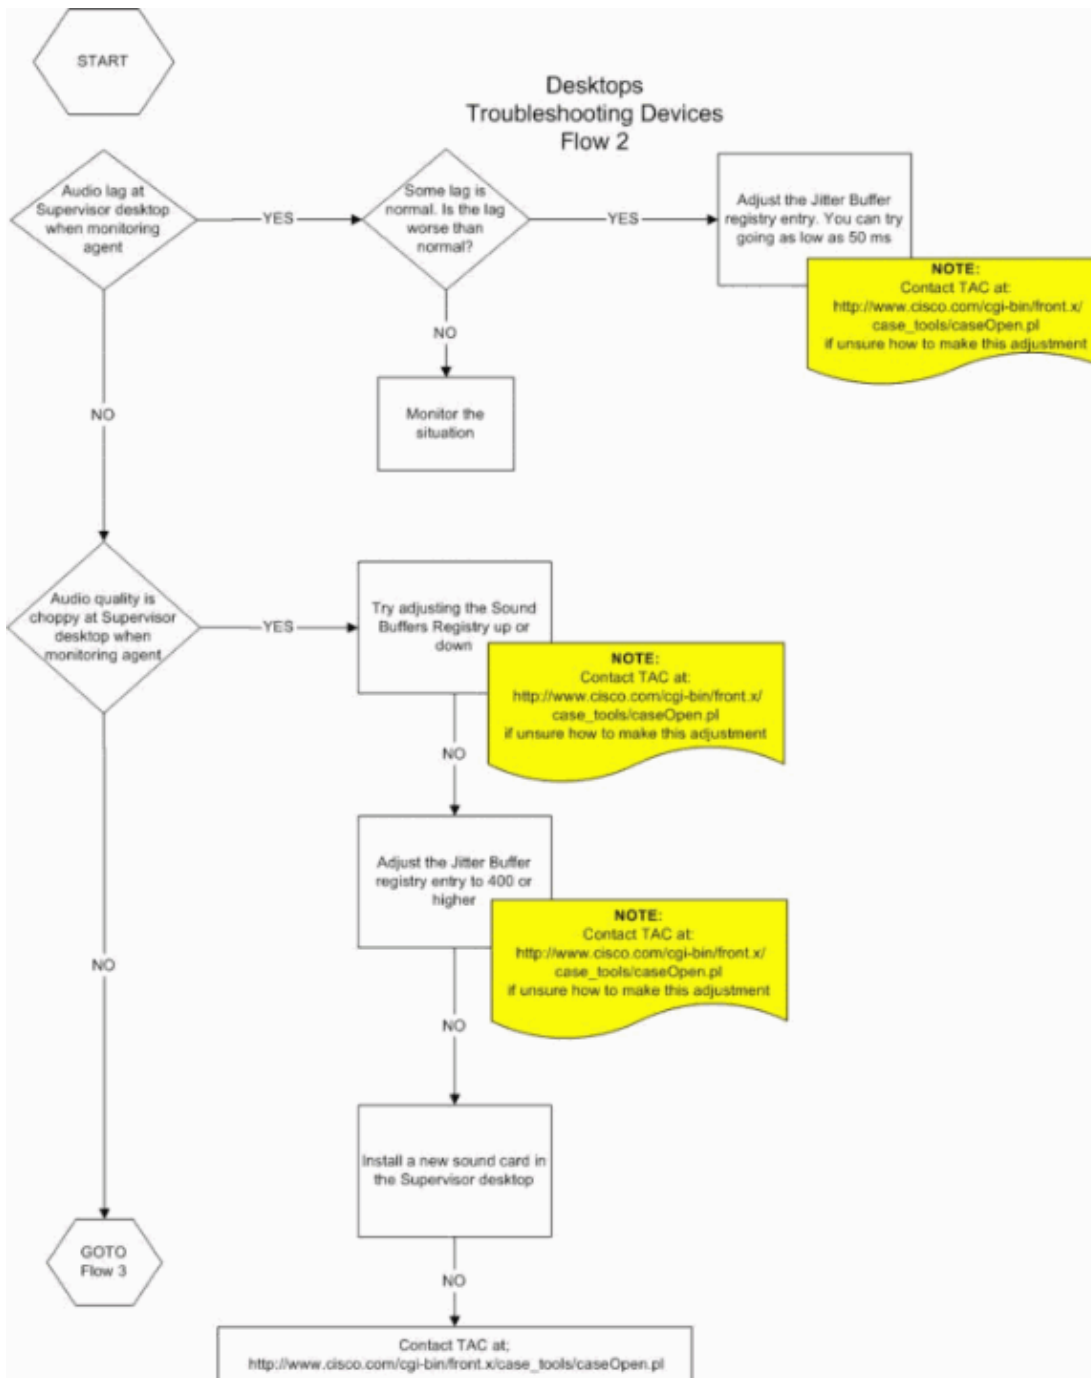 START
Desktops
Troubleshooting Devices
Flow 2
Audio lag at
Supervisor desktop
when monitoring
agent
YES
Some lag is
normal. Is the lag
worse than
normal?
YES
Adjust the Jitter Buffer
registry entry. You can try
going as low as 50 ms
NOTE:
Contact TAC at:
http://www.cisco.com/cgi-bin/front.x/
case_tools/caseOpen.pl
if unsure how to make this adjustment
NO
Monitor the
situation
NO
Audio quality is
choppy at Supervisor
desktop when
monitoring agent
YES
Try adjusting the Sound
Buffers Registry up or
down
NOTE:
Contact TAC at:
http://www.cisco.com/cgi-bin/front.x/
case_tools/caseOpen.pl
if unsure how to make this adjustment
NO
Adjust the Jitter Buffer
registry entry to 400 or
higher
NOTE:
Contact TAC at:
http://www.cisco.com/cgi-bin/front.x/
case_tools/caseOpen.pl
if unsure how to make this adjustment
NO
NO
Install a new sound card in
the Supervisor desktop
GOTO
Flow 3
NO
Contact TAC at;
http://www.cisco.com/cgi-bin/front.x/case_tools/caseOpen.pl